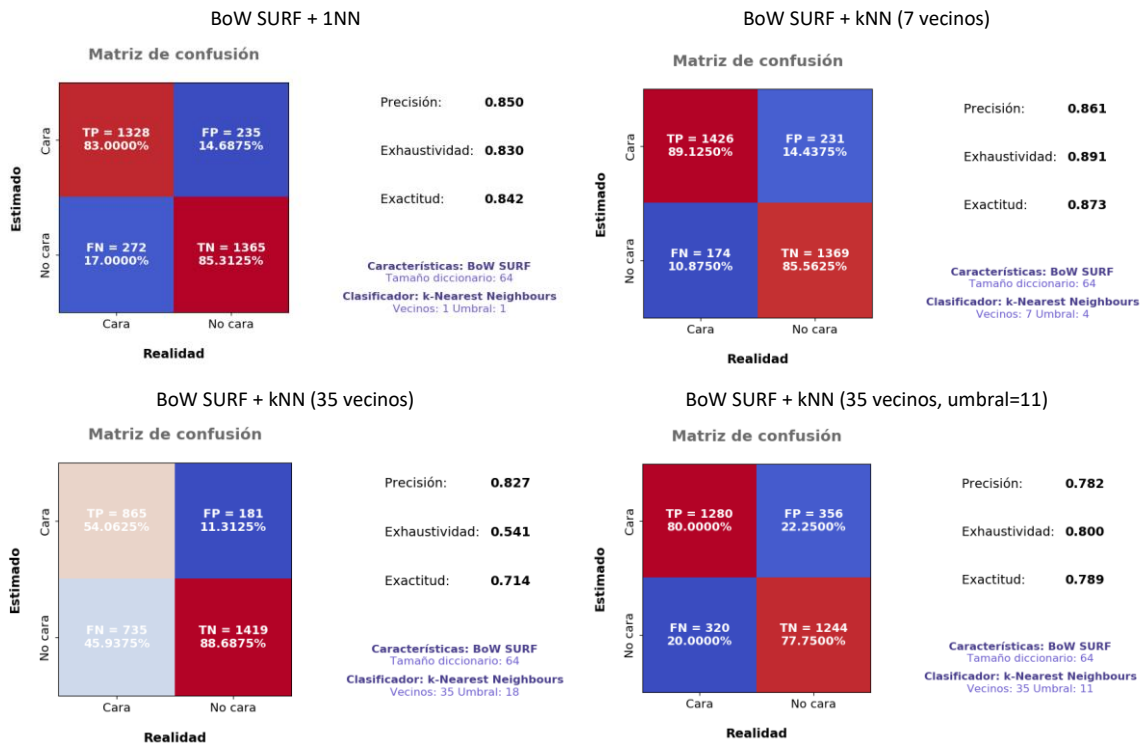 BoW SURF + 1NN
Matriz de confusión
Estimado
Cara
No cara
TP = 1328
83.0000%
FP = 235
14.6875%
FN = 272
17.0000%
TN = 1365
85.3125%
Cara
No cara
Realidad
Precisión: 0.850
Exhaustividad: 0.830
Exactitud: 0.842
Características: BoW SURF
Tamaño diccionario: 64
Clasificador: k-Nearest Neighbours
Vecinos: 1 Umbral: 1
BoW SURF + kNN (7 vecinos)
Matriz de confusión
Estimado
Cara
No cara
TP = 1426
89.1250%
FP = 231
14.4375%
FN = 174
10.8750%
TN = 1369
85.5625%
Cara
No cara
Realidad
Precisión: 0.861
Exhaustividad: 0.891
Exactitud: 0.873
Características: BoW SURF
Tamaño diccionario: 64
Clasificador: k-Nearest Neighbours
Vecinos: 7 Umbral: 4
BoW SURF + kNN (35 vecinos)
Matriz de confusión
Estimado
Cara
No cara
TP = 865
54.0625%
FP = 181
11.3125%
FN = 735
45.9375%
TN = 1419
88.6875%
Cara
No cara
Realidad
Precisión: 0.827
Exhaustividad: 0.541
Exactitud: 0.714
Características: BoW SURF
Tamaño diccionario: 64
Clasificador: k-Nearest Neighbours
Vecinos: 35 Umbral: 18
BoW SURF + kNN (35 vecinos, umbral=11)
Matriz de confusión
Estimado
Cara
No cara
TP = 1280
80.0000%
FP = 356
22.2500%
FN = 320
20.0000%
TN = 1244
77.7500%
Cara
No cara
Realidad
Precisión: 0.782
Exhaustividad: 0.800
Exactitud: 0.789
Características: BoW SURF
Tamaño diccionario: 64
Clasificador: k-Nearest Neighbours
Vecinos: 35 Umbral: 11